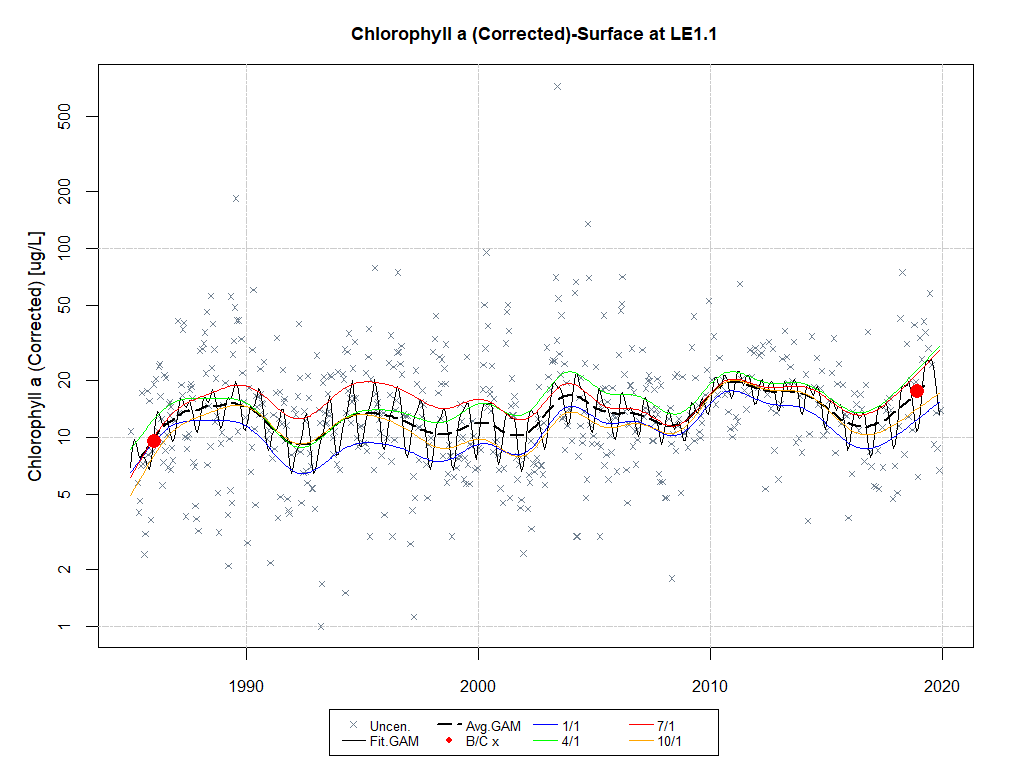 Chlorophyll a (Corrected)-Surface at LE1.1
Chlorophyll a (Corrected) [ug/L]
500
200
100
50
20
10
5
2
1
1990 2000 2010 2020
Uncen. Avg.GAM 1/1 7/1
Fit.GAM B/C x 4/1 10/1